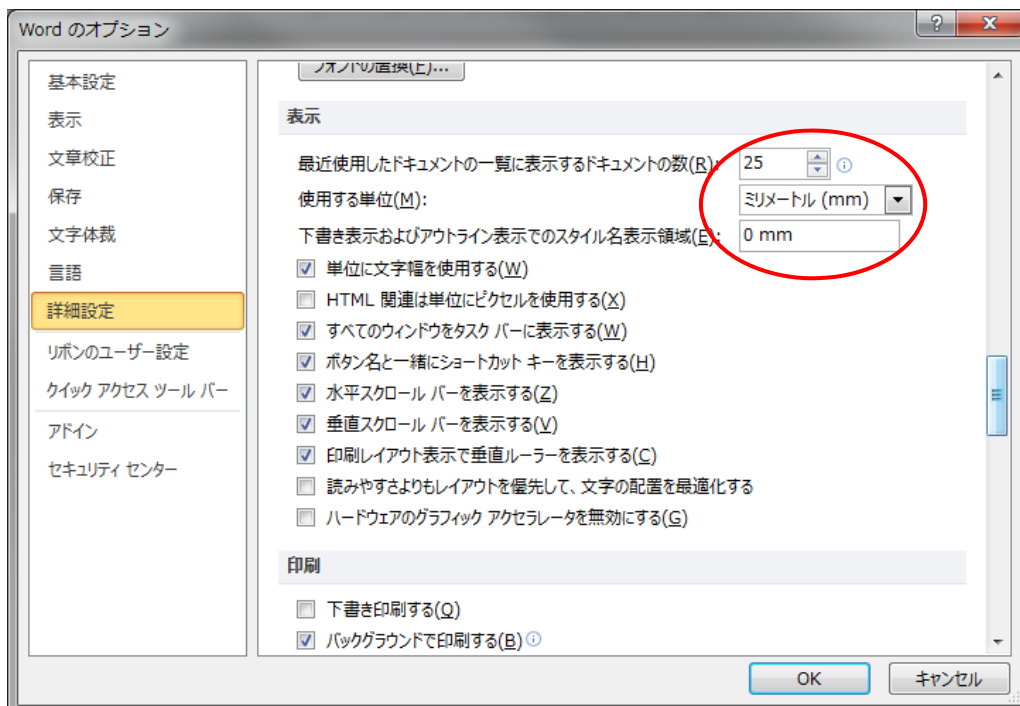 Word のオプション
基本設定
表示
文章校正
保存
文字体裁
言語
詳細設定
リボンのユーザー設定
クイック アクセス ツール バー
アドイン
セキュリティ センター
フォントの置換(F)...
表示
最近使用したドキュメントの一覧に表示するドキュメントの数(R): 25
使用する単位(M): ミリメートル (mm)
下書き表示およびアウトライン表示でのスタイル名表示領域(E): 0 mm
単位に文字幅を使用する(W)
HTML 関連は単位にピクセルを使用する(X)
すべてのウィンドウをタスク バーに表示する(W)
ボタン名と一緒にショートカット キーを表示する(H)
水平スクロール バーを表示する(Z)
垂直スクロール バーを表示する(V)
印刷レイアウト表示で垂直ルーラーを表示する(C)
読みやすさよりもレイアウトを優先して、文字の配置を最適化する
ハードウェアのグラフィック アクセラレータを無効にする(G)
印刷
下書き印刷する(Q)
バックグラウンドで印刷する(B)
OK キャンセル